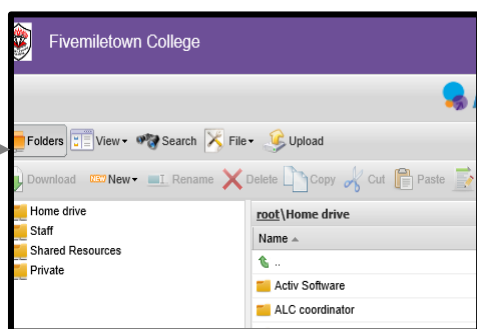 Fivemiletown College
Folders View Search File Upload
Download New Rename Delete Copy Cut Paste
Home drive
Staff
Shared Resources
Private
root\Home drive
Name
..
Activ Software
ALC coordinator